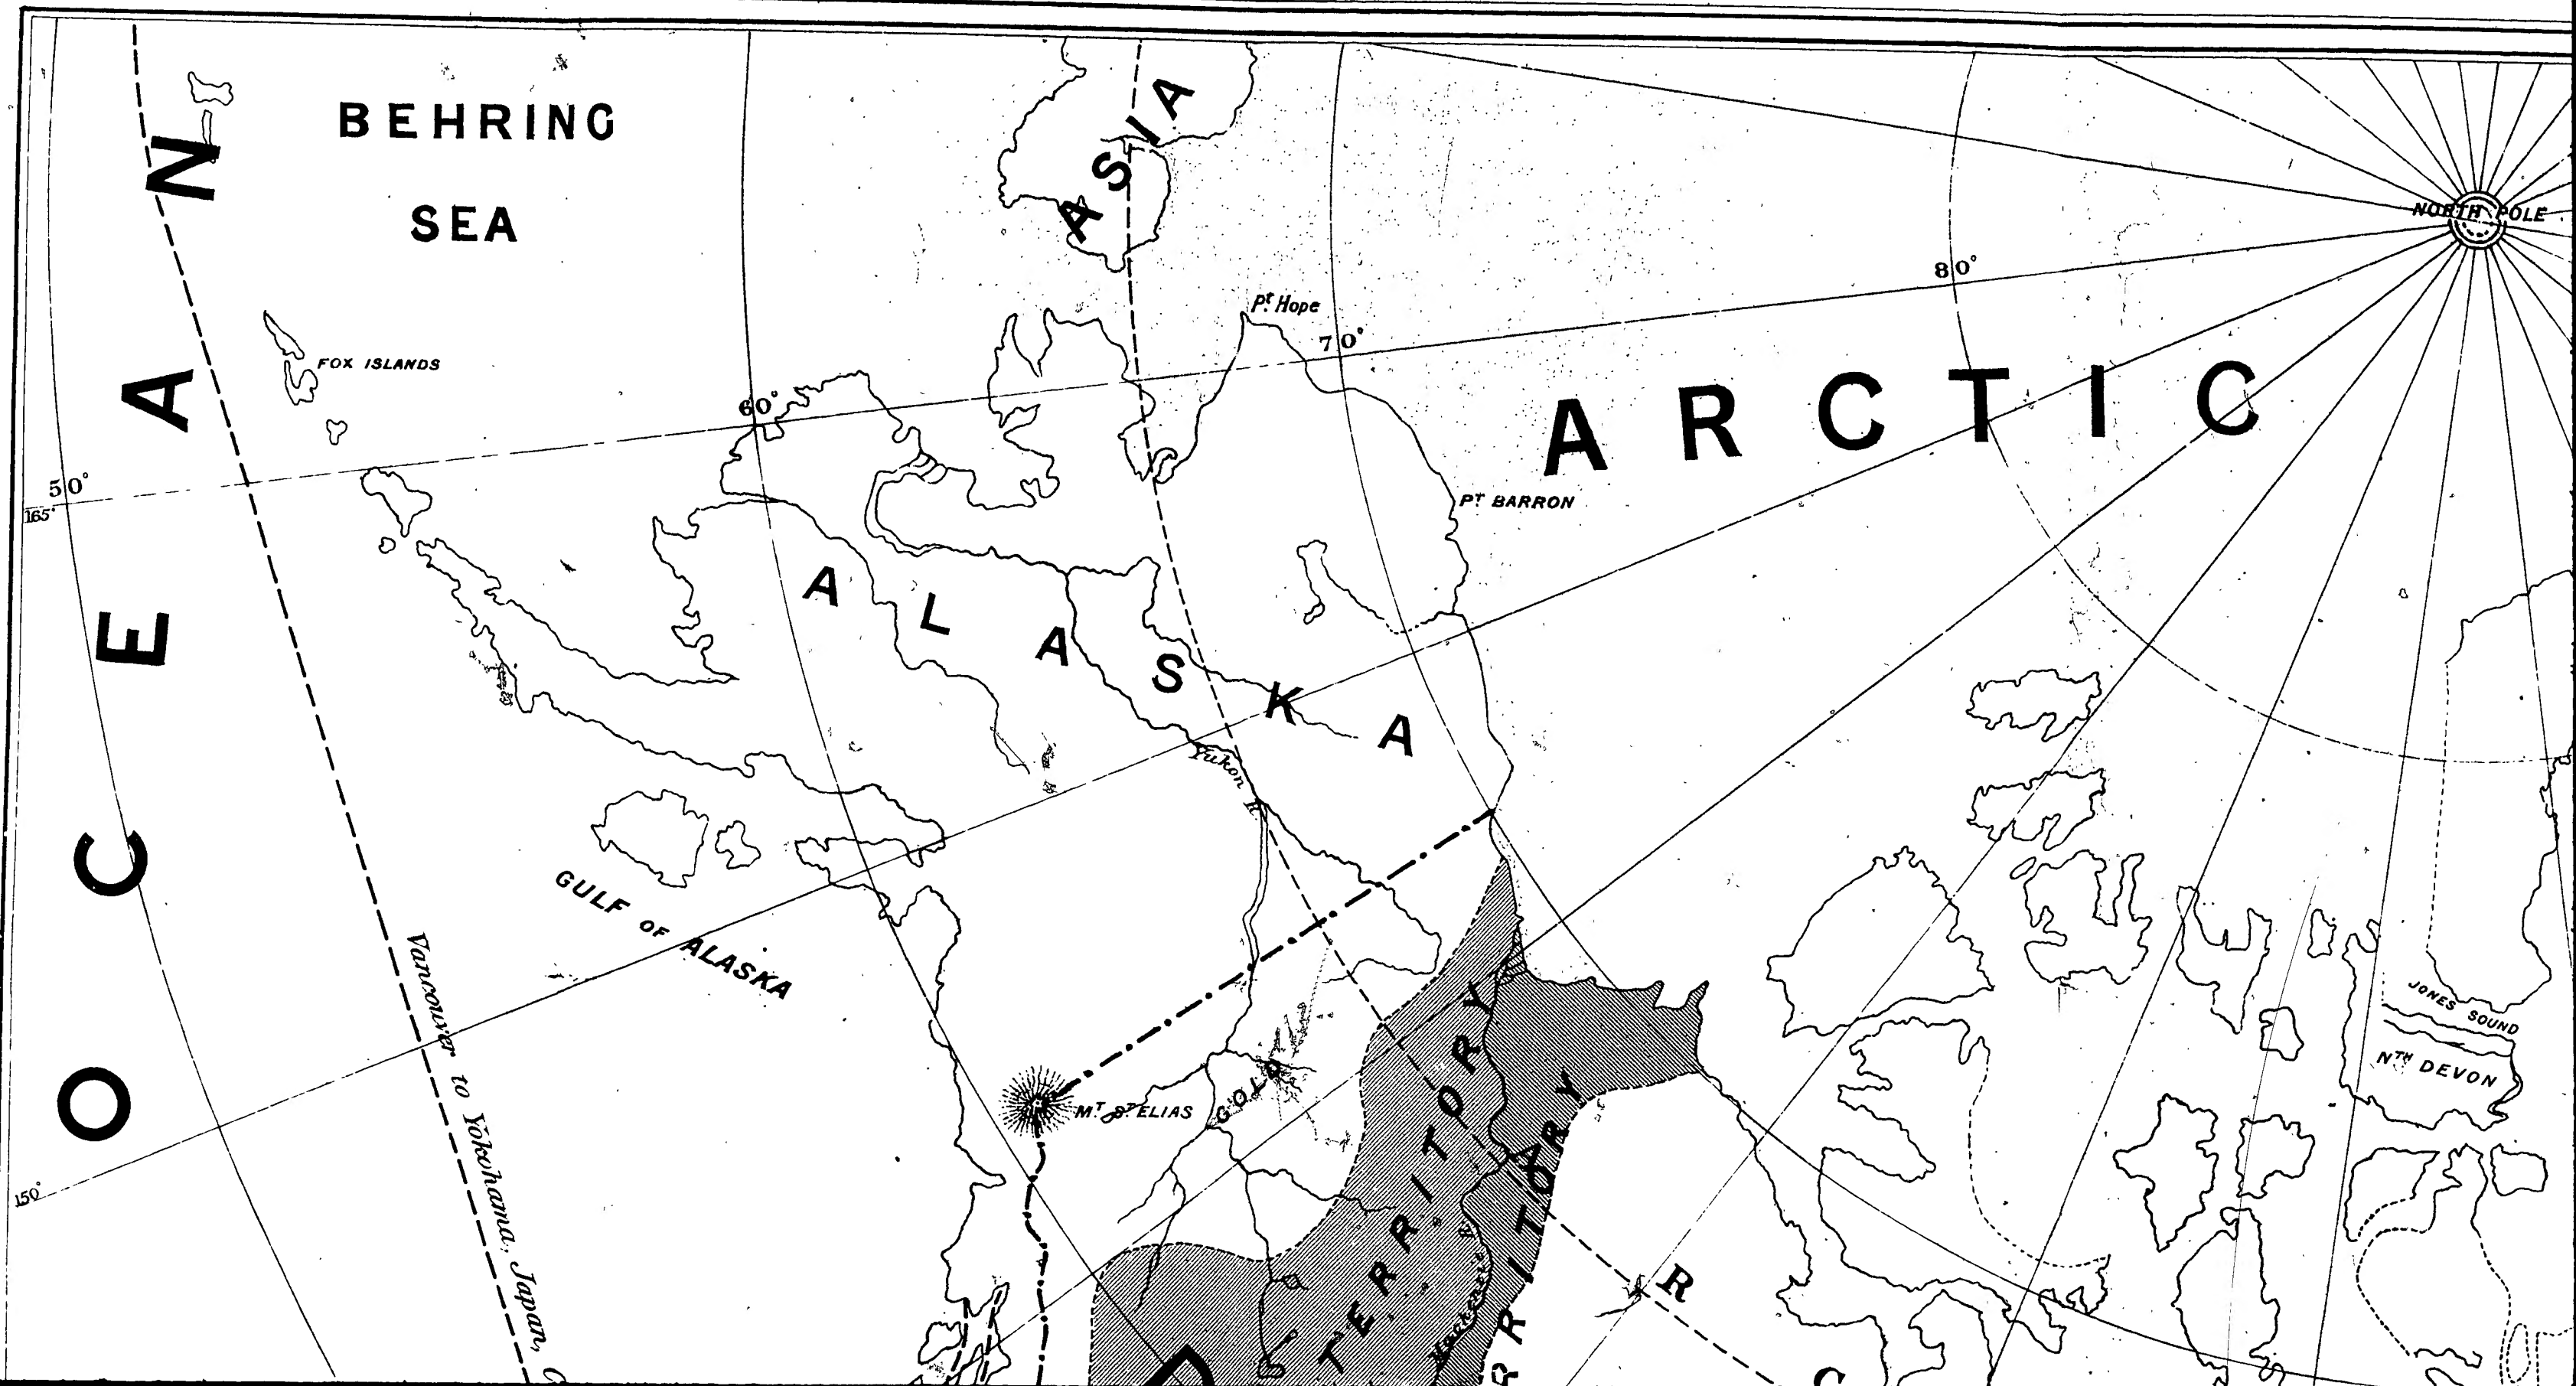 BEHRING
SEA
ASIA
NORTH POLE
80°
Pt. Hope
70°
FOX ISLANDS
60°
ARCTIC
50°
165°
PT BARRON
OCEAN
ALASKA
Yukon R
GULF OF ALASKA
Vancouver to Yokohama, Japan,
JONES SOUND
NTH DEVON
MT ST ELIAS
GOLD
TERRITORY
150°
R